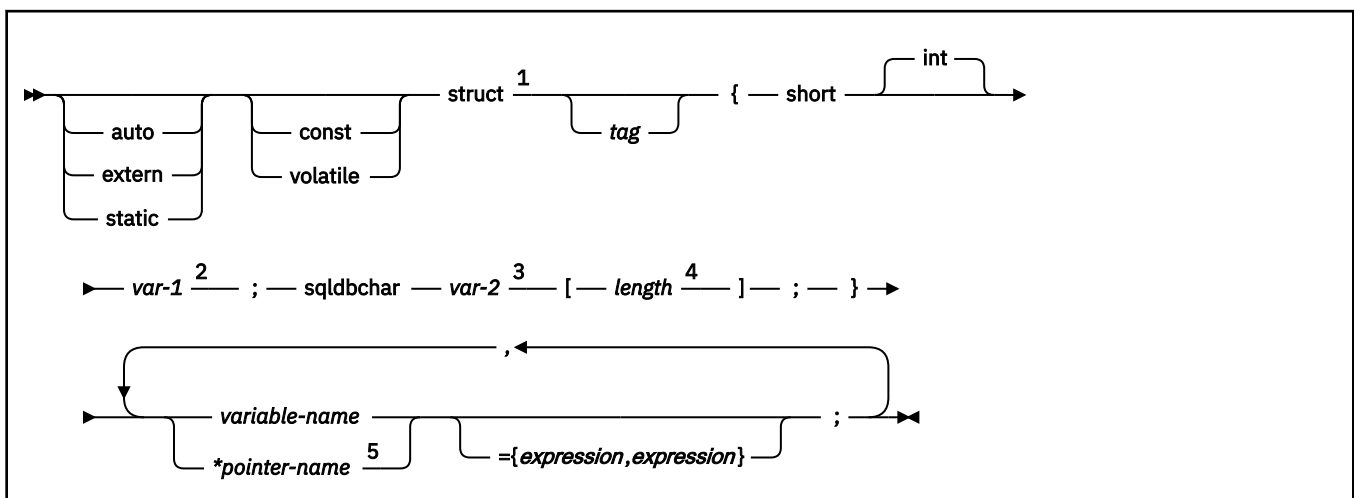 int
struct 1 { short
auto const tag
extern volatile
static
var-1 2 ; sqldbchar var-2 3 [ length 4 ] ; }
,
variable-name ;
*pointer-name 5 ={expression,expression}